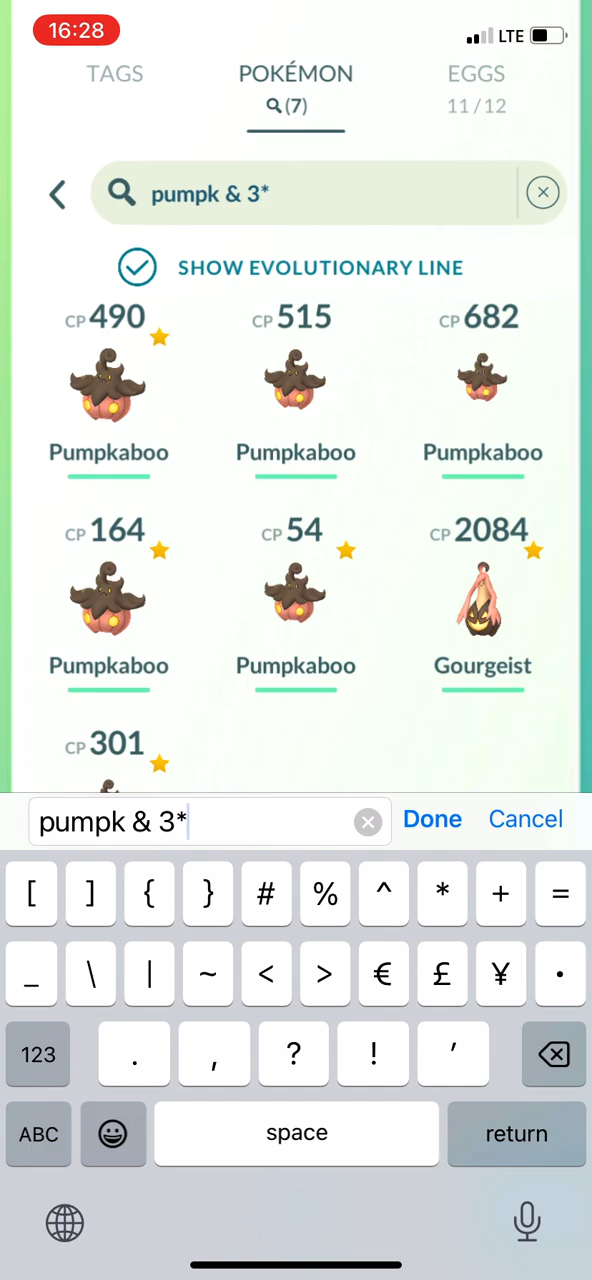 16:28
LTE
TAGS
POKÉMON
EGGS
(7)
11/12
pumpk & 3*
SHOW EVOLUTIONARY LINE
CP 490
CP 515
CP 682
Pumpkaboo
Pumpkaboo
Pumpkaboo
CP 164
CP 54
CP 2084
Pumpkaboo
Pumpkaboo
Gourgeist
CP 301
pumpk & 3*
Done
Cancel
[ ] { } # % ^ * + =
_ \ | ~ < > € £ ¥ •
123 . , ? ! ′
ABC
space
return